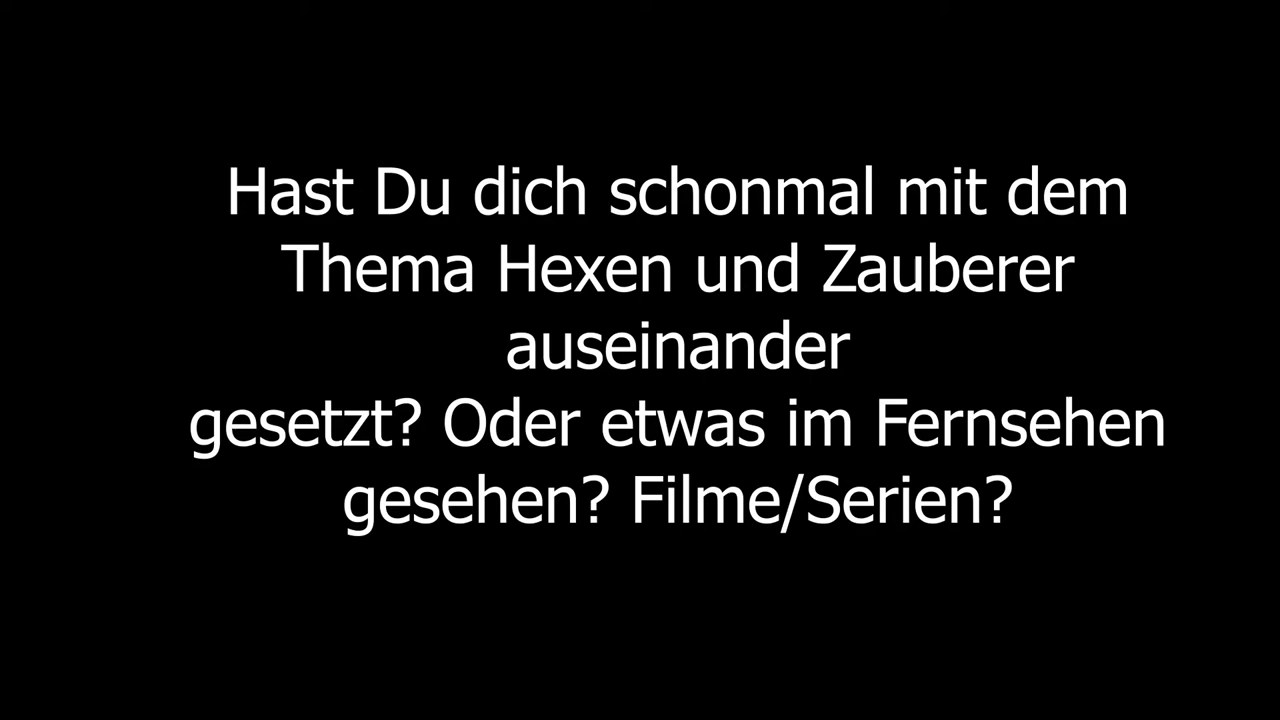 Hast Du dich schonmal mit dem
Thema Hexen und Zauberer
auseinander
gesetzt? Oder etwas im Fernsehen
gesehen? Filme/Serien?